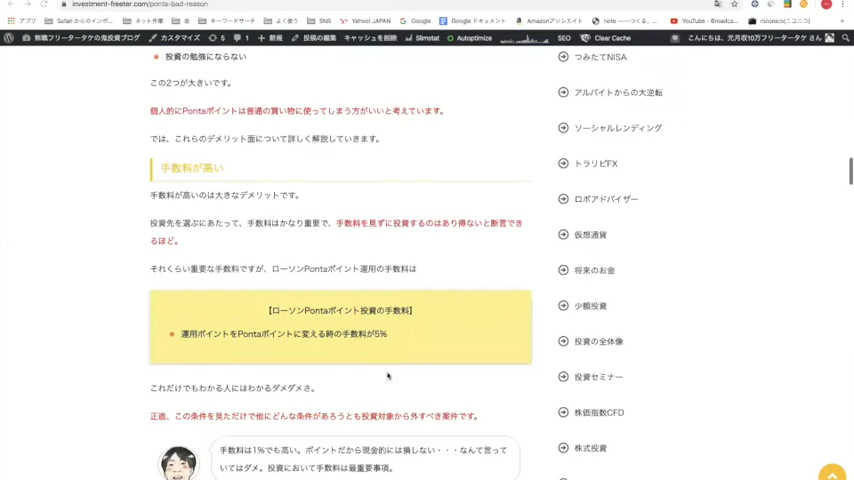 investment-freeter.com/ponta-bad-reason
アプリ Safari からのインポ... ネット作業 金 キーワードサーチ よく使う SNG Yahoo! JAPAN Google Google ドキュメント Amazonアソシエイト note ――つくる、... YouTube - Broadca... niconico(ニコニコ)
無職フリータータケの鬼投資ブログ カスタマイズ 5 1 新規 投稿の編集 キャッシュを削除 Slimstat Autoptimize SEO Clear Cache こんにちは、元月収10万フリータータケ さん
投資の勉強にならない
この2つが大きいです。
個人的にPontaポイントは普通の買い物に使ってしまう方がいいと考えています。
では、これらのデメリット面について詳しく解説していきます。
手数料が高い
手数料が高いのは大きなデメリットです。
投資先を選ぶにあたって、手数料はかなり重要で、手数料を見ずに投資するのはあり得ないと断言でき
るほど。
それくらい重要な手数料ですが、ローソンPontaポイント運用の手数料は
【ローソンPontaポイント投資の手数料】
運用ポイントをPontaポイントに変える時の手数料が5%
これだけでもわかる人にはわかるダメダメさ。
正直、この条件を見ただけで他にどんな条件があろうとも投資対象から外すべき案件です。
手数料は1%でも高い。ポイントだから現金的には損しない・・・なんて言って
いてはダメ。投資において手数料は最重要事項。
つみたてNISA
アルバイトからの大逆転
ソーシャルレンディング
トラリピFX
ロボアドバイザー
仮想通貨
将来のお金
少額投資
投資の全体像
投資セミナー
株価指数CFD
株式投資